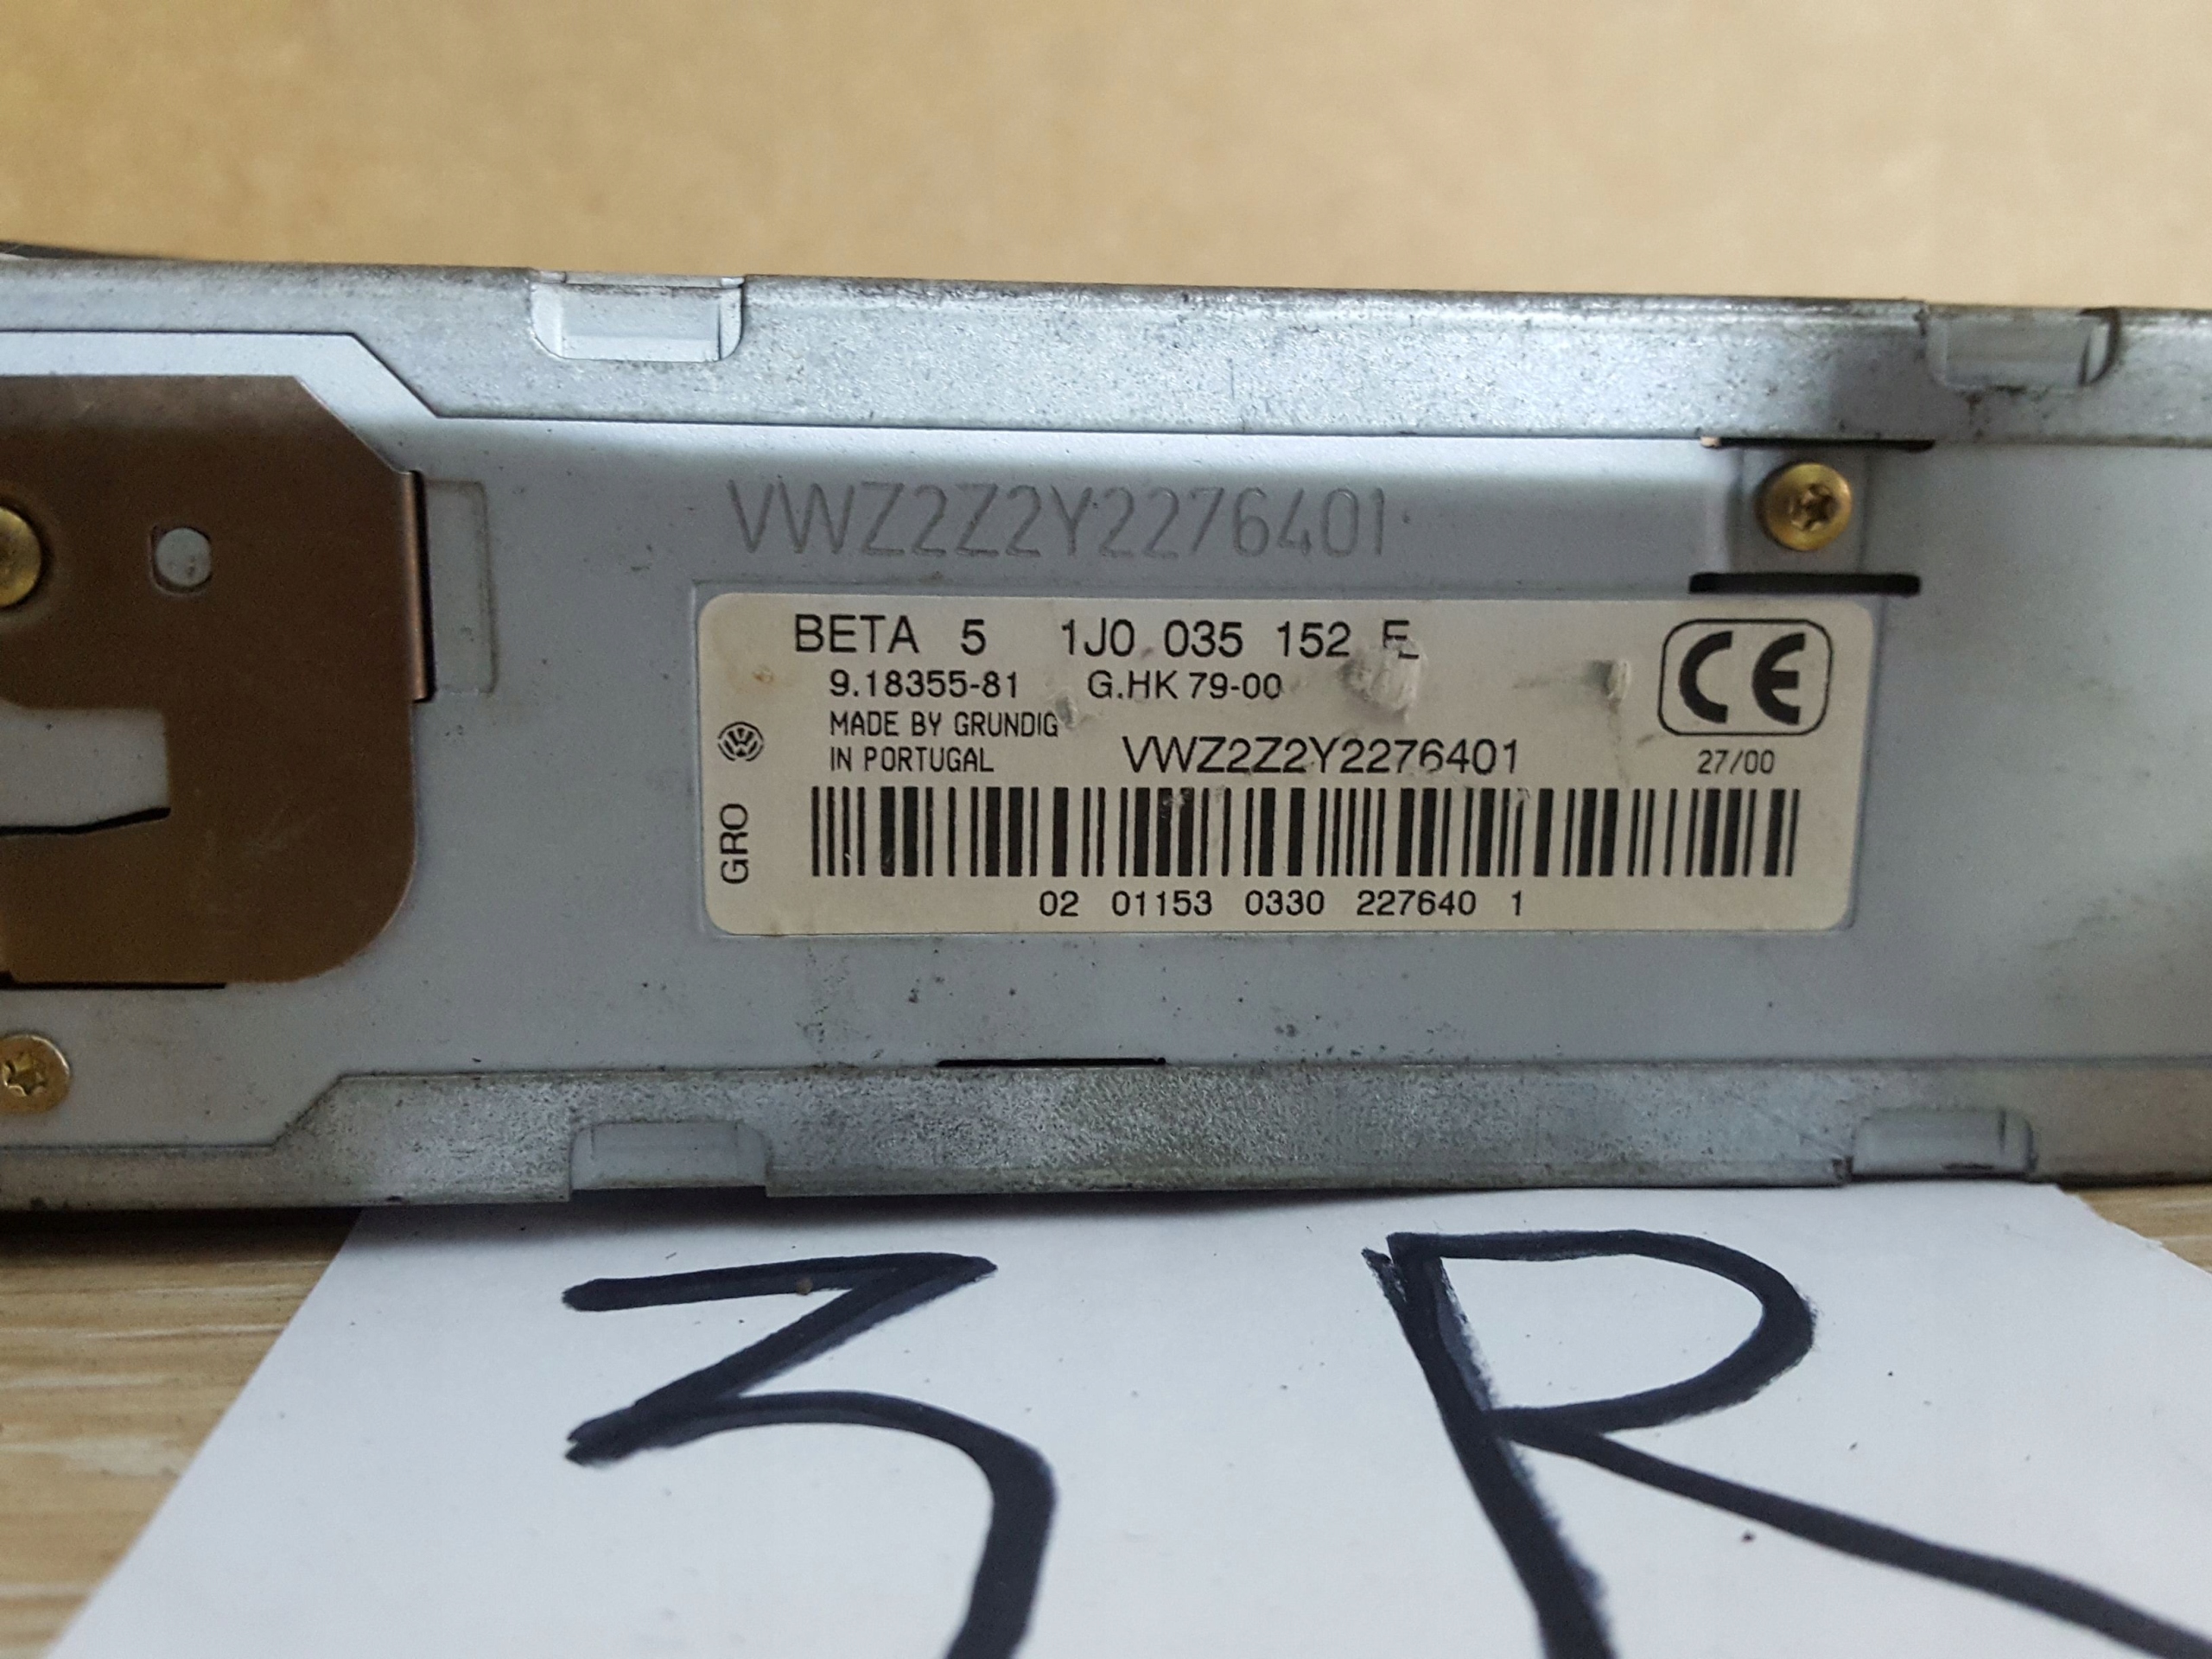 VWZ2Z2Y2276401
BETA 5 1J0 035 152 E
9.18355-81 G.HK 79-00
CE
MADE BY GRUNDIG
IN PORTUGAL
VWZ2Z2Y2276401
27/00
GRO
02 01153 0330 227640 1
3 R